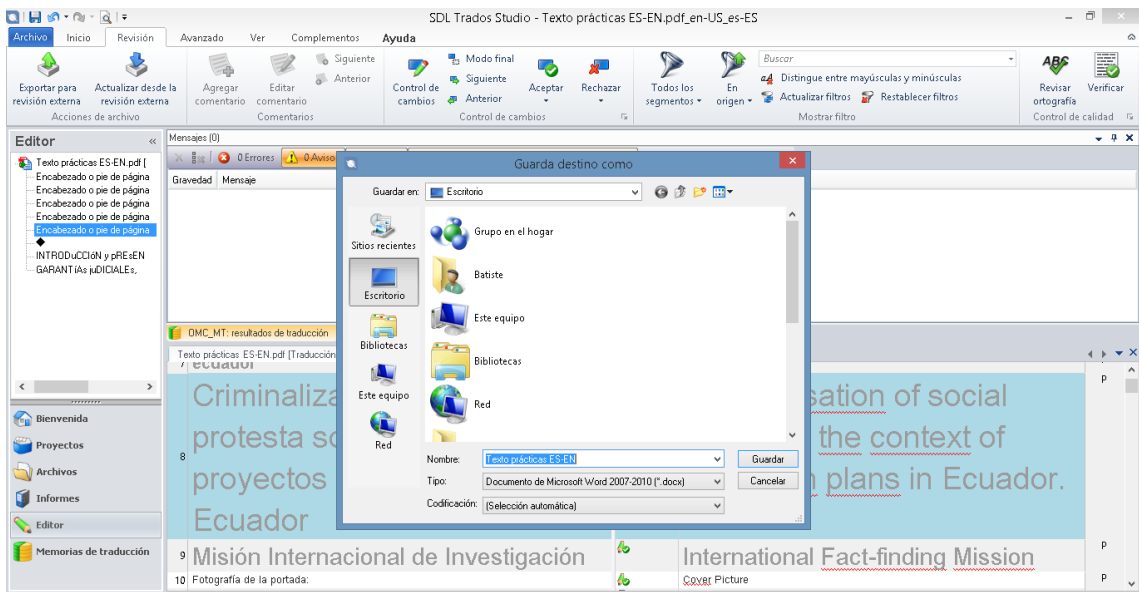 SDL Trados Studio - Texto prácticas ES-EN.pdf_en-US_es-ES
Archivo Inicio Revisión Avanzado Ver Complementos Ayuda
Exportar para revisión externa
Actualizar desde la revisión externa
Acciones de archivo
Agregar comentario
Editar comentario
Siguiente
Anterior
Comentarios
Control de cambios
Modo final
Siguiente
Anterior
Aceptar
Rechazar
Control de cambios
Todos los segmentos
En origen
Buscar
Distingue entre mayúsculas y minúsculas
Actualizar filtros Restablecer filtros
Mostrar filtro
ABC
Revisar ortografía
Verificar
Control de calidad
Editor
Texto prácticas ES-EN.pdf [
Encabezado o pie de página
Encabezado o pie de página
Encabezado o pie de página
Encabezado o pie de página
Encabezado o pie de página
INTRODuCCIóN y pREsEN
GARANTíAs juDICIALEs,
Bienvenida
Proyectos
Archivos
Informes
Editor
Memorias de traducción
Mensajes (0)
0 Errores 0 Aviso
Gravedad Mensaje
OMC_MT: resultados de traducción
Texto prácticas ES-EN.pdf [Traducción
Guarda destino como
Guardar en: Escritorio
Sitios recientes
Escritorio
Bibliotecas
Este equipo
Red
Grupo en el hogar
Batiste
Este equipo
Bibliotecas
Red
Nombre: Texto prácticas ES-EN
Guardar
Tipo: Documento de Microsoft Word 2007-2010 (*.docx)
Cancelar
Codificación: (Selección automática)
7 ecuador
P
8
Criminaliza
protesta so
proyectos
Ecuador
sation of social
the context of
n plans in Ecuador.
9 Misión Internacional de Investigación International Fact-finding Mission P
10 Fotografía de la portada: Cover Picture P